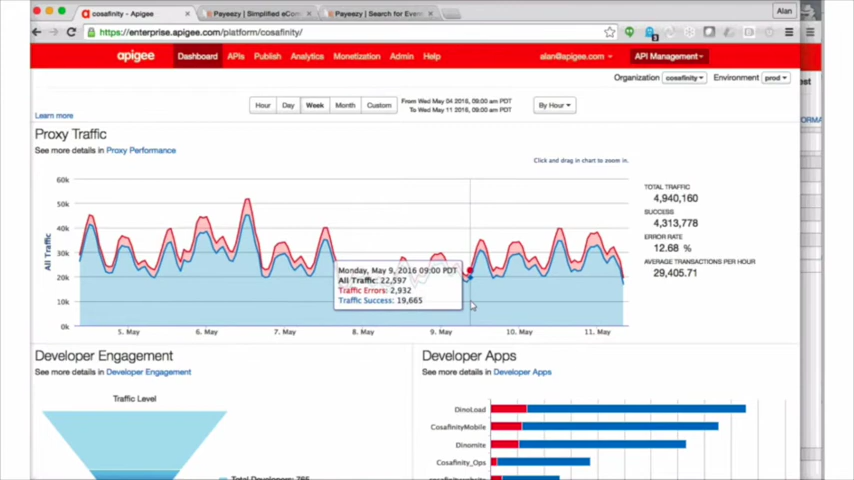 cosafinity - Apigee
Payeezy | Simplified eCom
Payeezy | Search for Even
Alan
https://enterprise.apigee.com/platform/cosafinity/
apigee Dashboard APIs Publish Analytics Monetization Admin Help alan@apigee.com API Management
Organization cosafinity Environment prod
Hour Day Week Month Custom
From Wed May 04 2016, 09:00 am PDT
To Wed May 11 2016, 09:00 am PDT
By Hour
Learn more
Proxy Traffic
See more details in Proxy Performance
Click and drag in chart to zoom in.
All Traffic
60k
50k
40k
30k
20k
10k
0k
5. May 6. May 7. May 8. May 9. May 10. May 11. May
Monday, May 9, 2016 09:00 PDT
All Traffic: 22,597
Traffic Errors: 2,932
Traffic Success: 19,665
TOTAL TRAFFIC
4,940,160
SUCCESS
4,313,778
ERROR RATE
12.68 %
AVERAGE TRANSACTIONS PER HOUR
29,405.71
Developer Engagement
See more details in Developer Engagement
Traffic Level
Total Developers: 765
Developer Apps
See more details in Developer Apps
DinoLoad
CosafinityMobile
Dinomite
Cosafinity_Ops